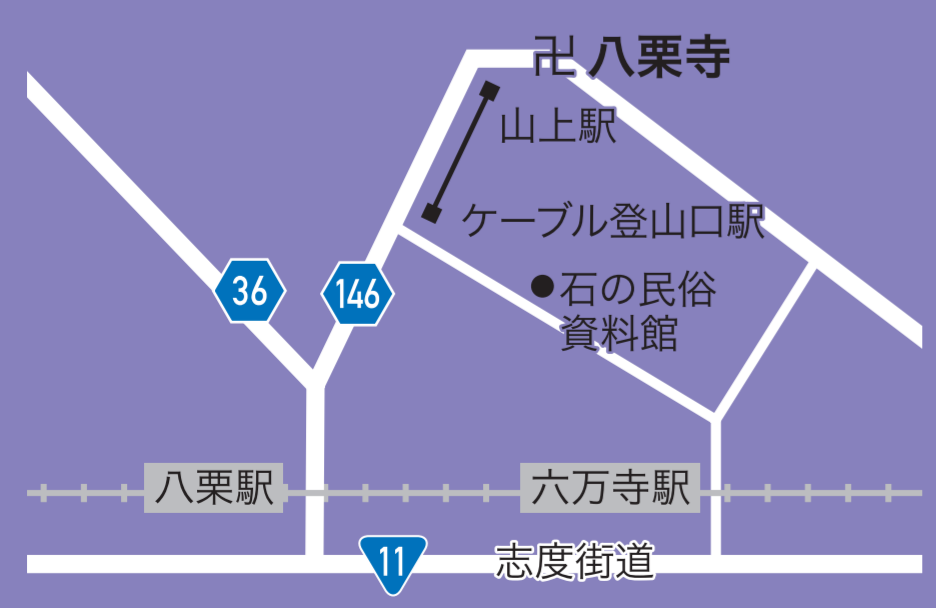 卍八栗寺
山上駅
ケーブル登山口駅
36
146
石の民俗
資料館
八栗駅
六万寺駅
11
志度街道